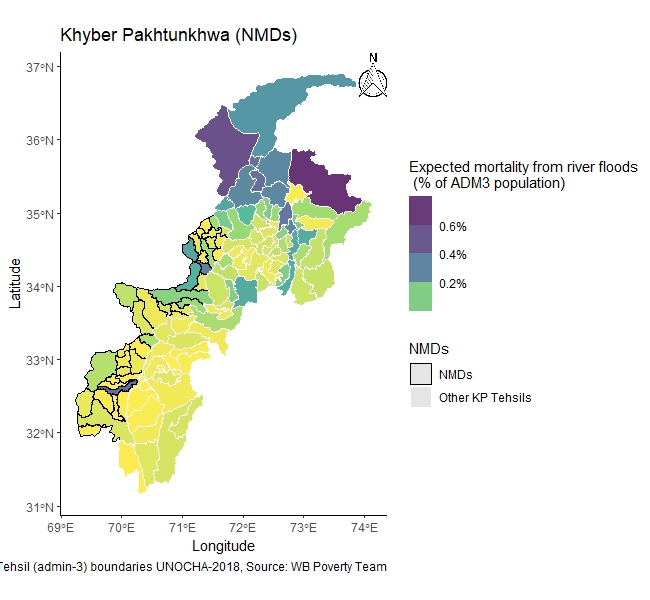 Khyber Pakhtunkhwa (NMDs)
N
37°N
36°N
35°N
34°N
33°N
32°N
31°N
Latitude
69°E 70°E 71°E 72°E 73°E 74°E
Longitude
Expected mortality from river floods
(% of ADM3 population)
0.6%
0.4%
0.2%
NMDs
NMDs
Other KP Tehsils
Tehsil (admin-3) boundaries UNOCHA-2018, Source: WB Poverty Team